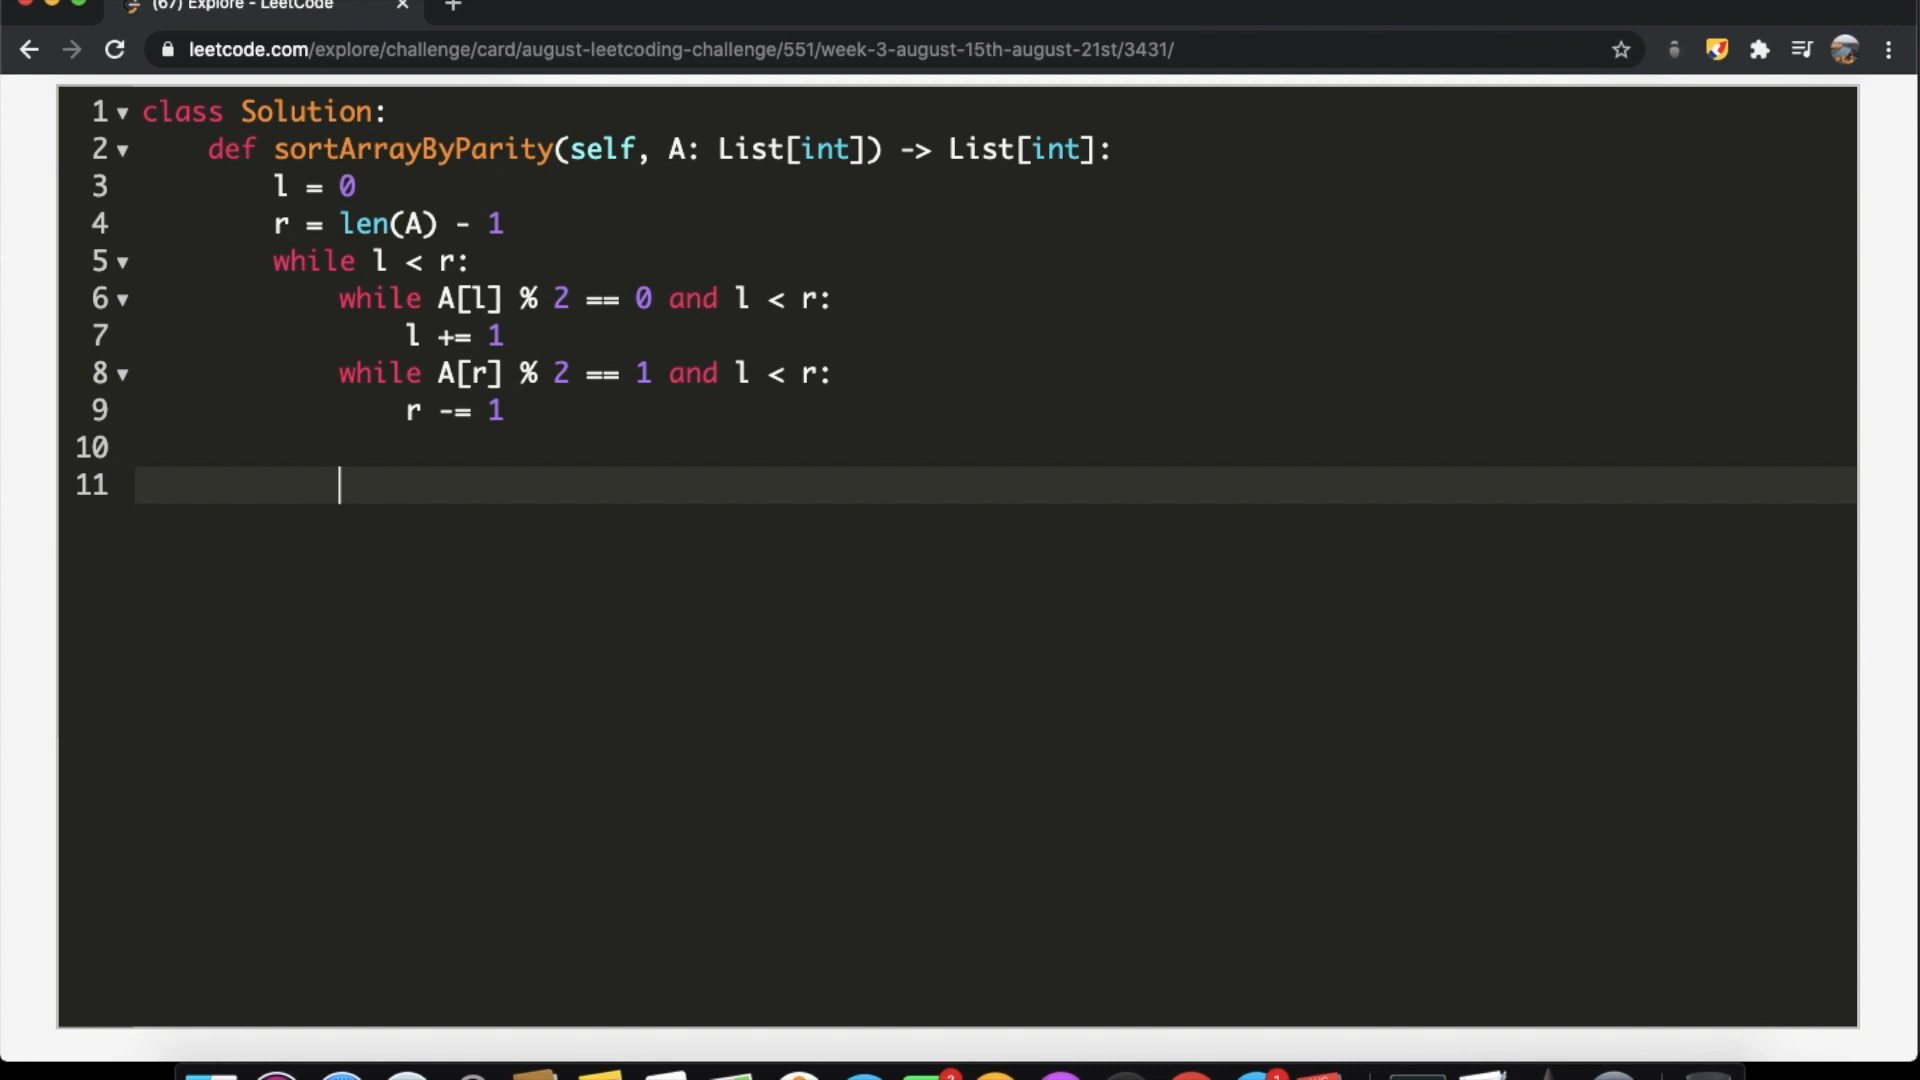 (67) Explore - LeetCode
leetcode.com/explore/challenge/card/august-leetcoding-challenge/551/week-3-august-15th-august-21st/3431/
1 class Solution:
2 def sortArrayByParity(self, A: List[int]) -> List[int]:
3 l = 0
4 r = len(A) - 1
5 while l < r:
6 while A[l] % 2 == 0 and l < r:
7 l += 1
8 while A[r] % 2 == 1 and l < r:
9 r -= 1
10
11